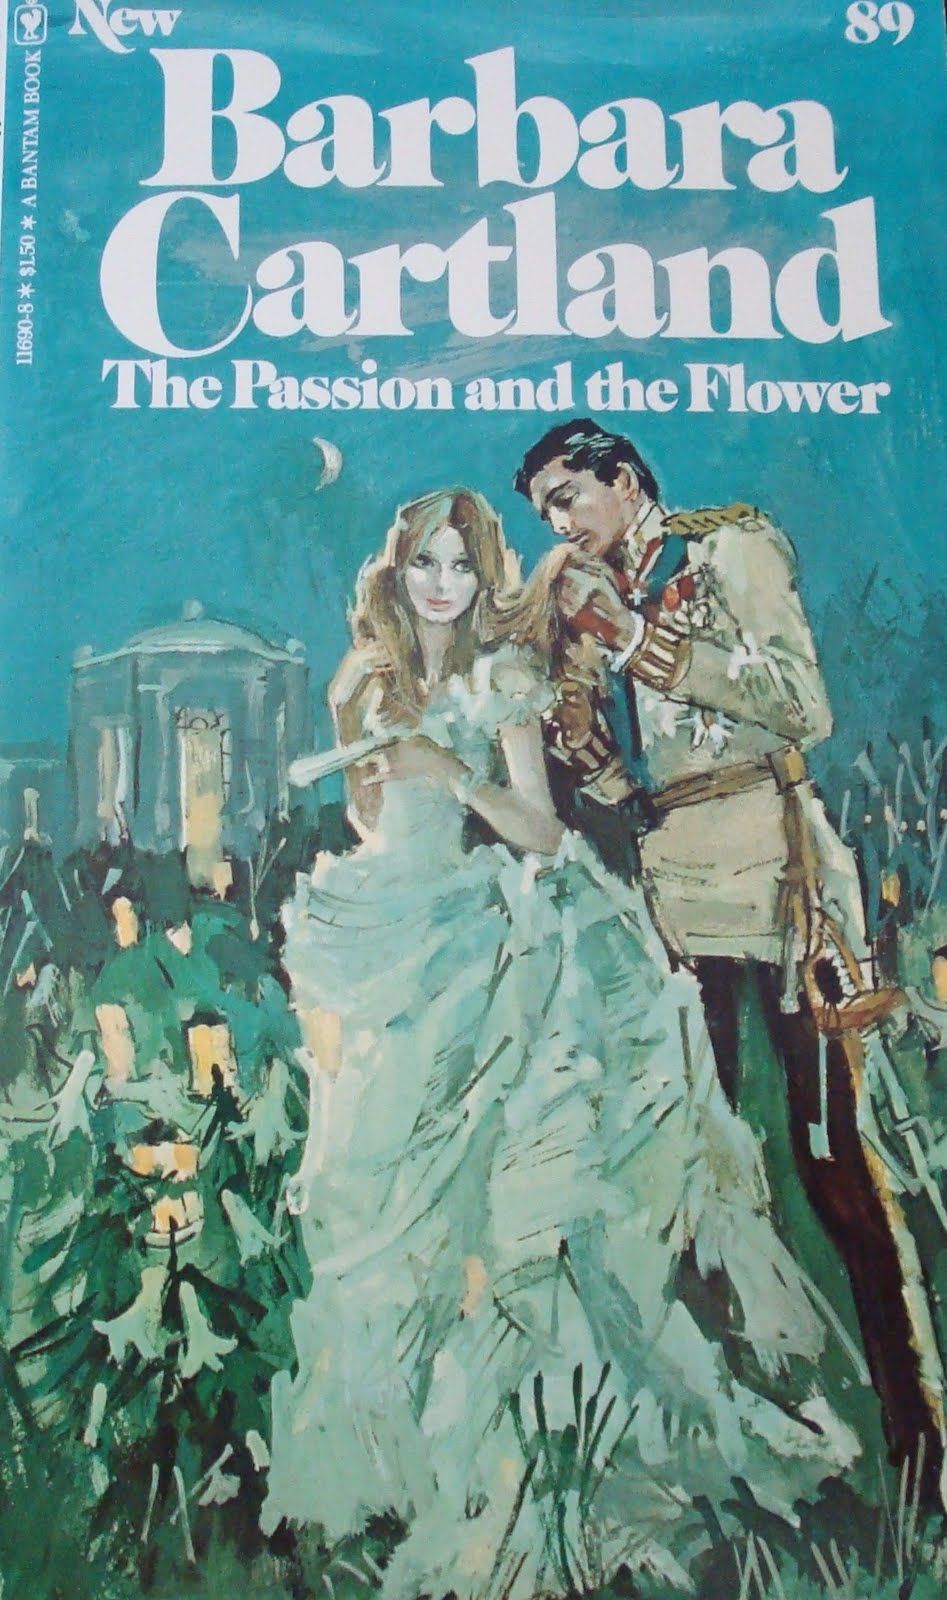 New
89
Barbara
Cartland
The Passion and the Flower
11690-8 * $1.50 * A BANTAM BOOK